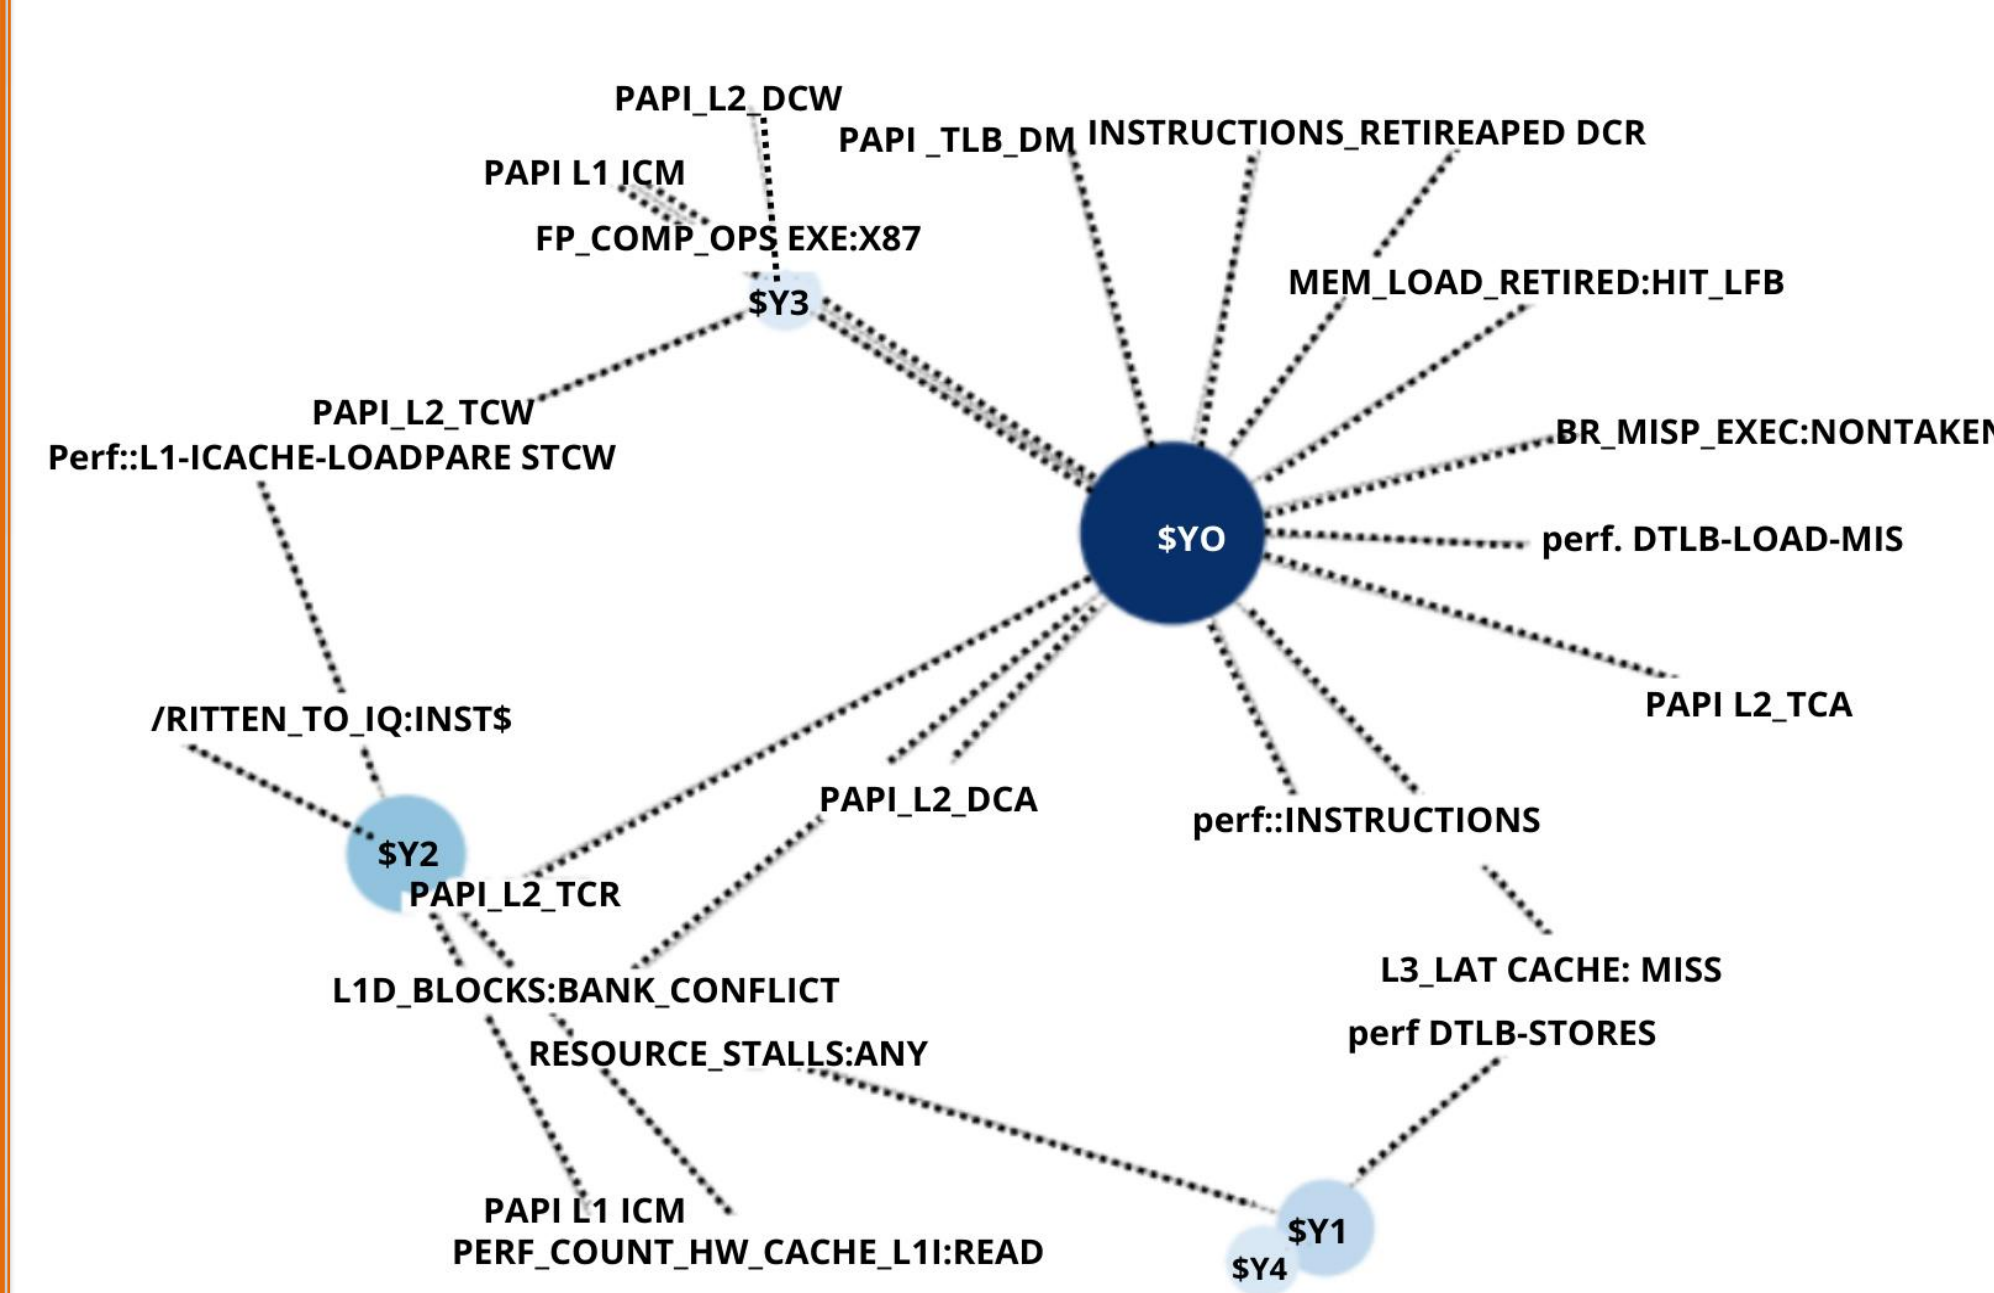 PAPI_L2_DCW
PAPI _TLB_DM
INSTRUCTIONS_RETIREAPED DCR
PAPI L1 ICM
FP_COMP_OPS EXE:X87
MEM_LOAD_RETIRED:HIT_LFB
$Y3
PAPI_L2_TCW
BR_MISP_EXEC:NONTAKEN
Perf::L1-ICACHE-LOADPARE STCW
$YO
perf. DTLB-LOAD-MIS
PAPI L2_TCA
/RITTEN_TO_IQ:INST$
PAPI_L2_DCA
perf::INSTRUCTIONS
$Y2
PAPI_L2_TCR
L3_LAT CACHE: MISS
L1D_BLOCKS:BANK_CONFLICT
perf DTLB-STORES
RESOURCE_STALLS:ANY
PAPI L1 ICM
$Y1
PERF_COUNT_HW_CACHE_L1I:READ
$Y4